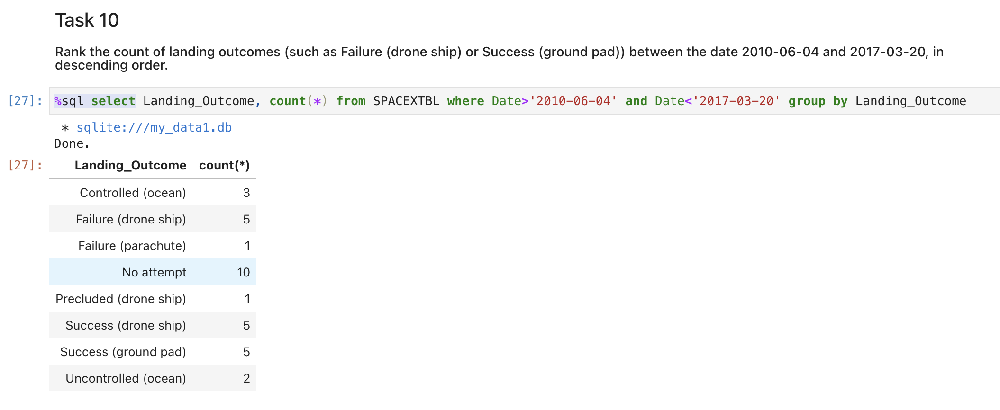 Task 10
Rank the count of landing outcomes (such as Failure (drone ship) or Success (ground pad)) between the date 2010-06-04 and 2017-03-20, in
descending order.
[27]: %sql select Landing_Outcome, count(*) from SPACEXTBL where Date>'2010-06-04' and Date<'2017-03-20' group by Landing_Outcome
* sqlite:///my_data1.db
Done.
[27]: Landing_Outcome count(*)
Controlled (ocean) 3
Failure (drone ship) 5
Failure (parachute) 1
No attempt 10
Precluded (drone ship) 1
Success (drone ship) 5
Success (ground pad) 5
Uncontrolled (ocean) 2